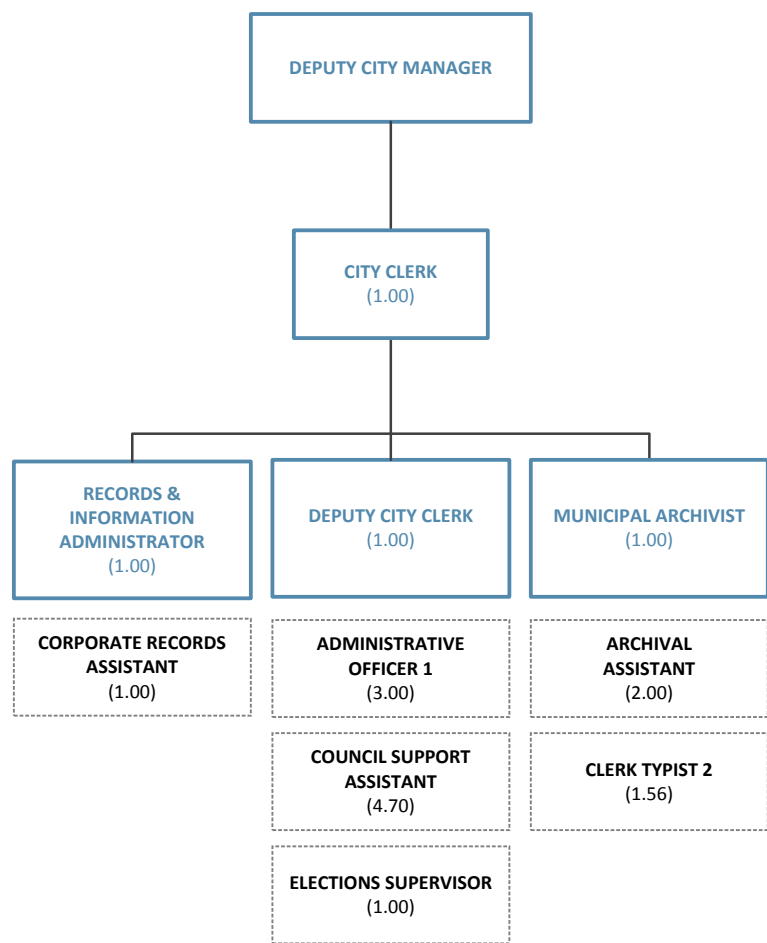 DEPUTY CITY MANAGER
CITY CLERK
(1.00)
RECORDS &
INFORMATION
ADMINISTRATOR
(1.00)
DEPUTY CITY CLERK
(1.00)
MUNICIPAL ARCHIVIST
(1.00)
CORPORATE RECORDS
ASSISTANT
(1.00)
ADMINISTRATIVE
OFFICER 1
(3.00)
ARCHIVAL
ASSISTANT
(2.00)
COUNCIL SUPPORT
ASSISTANT
(4.70)
CLERK TYPIST 2
(1.56)
ELECTIONS SUPERVISOR
(1.00)